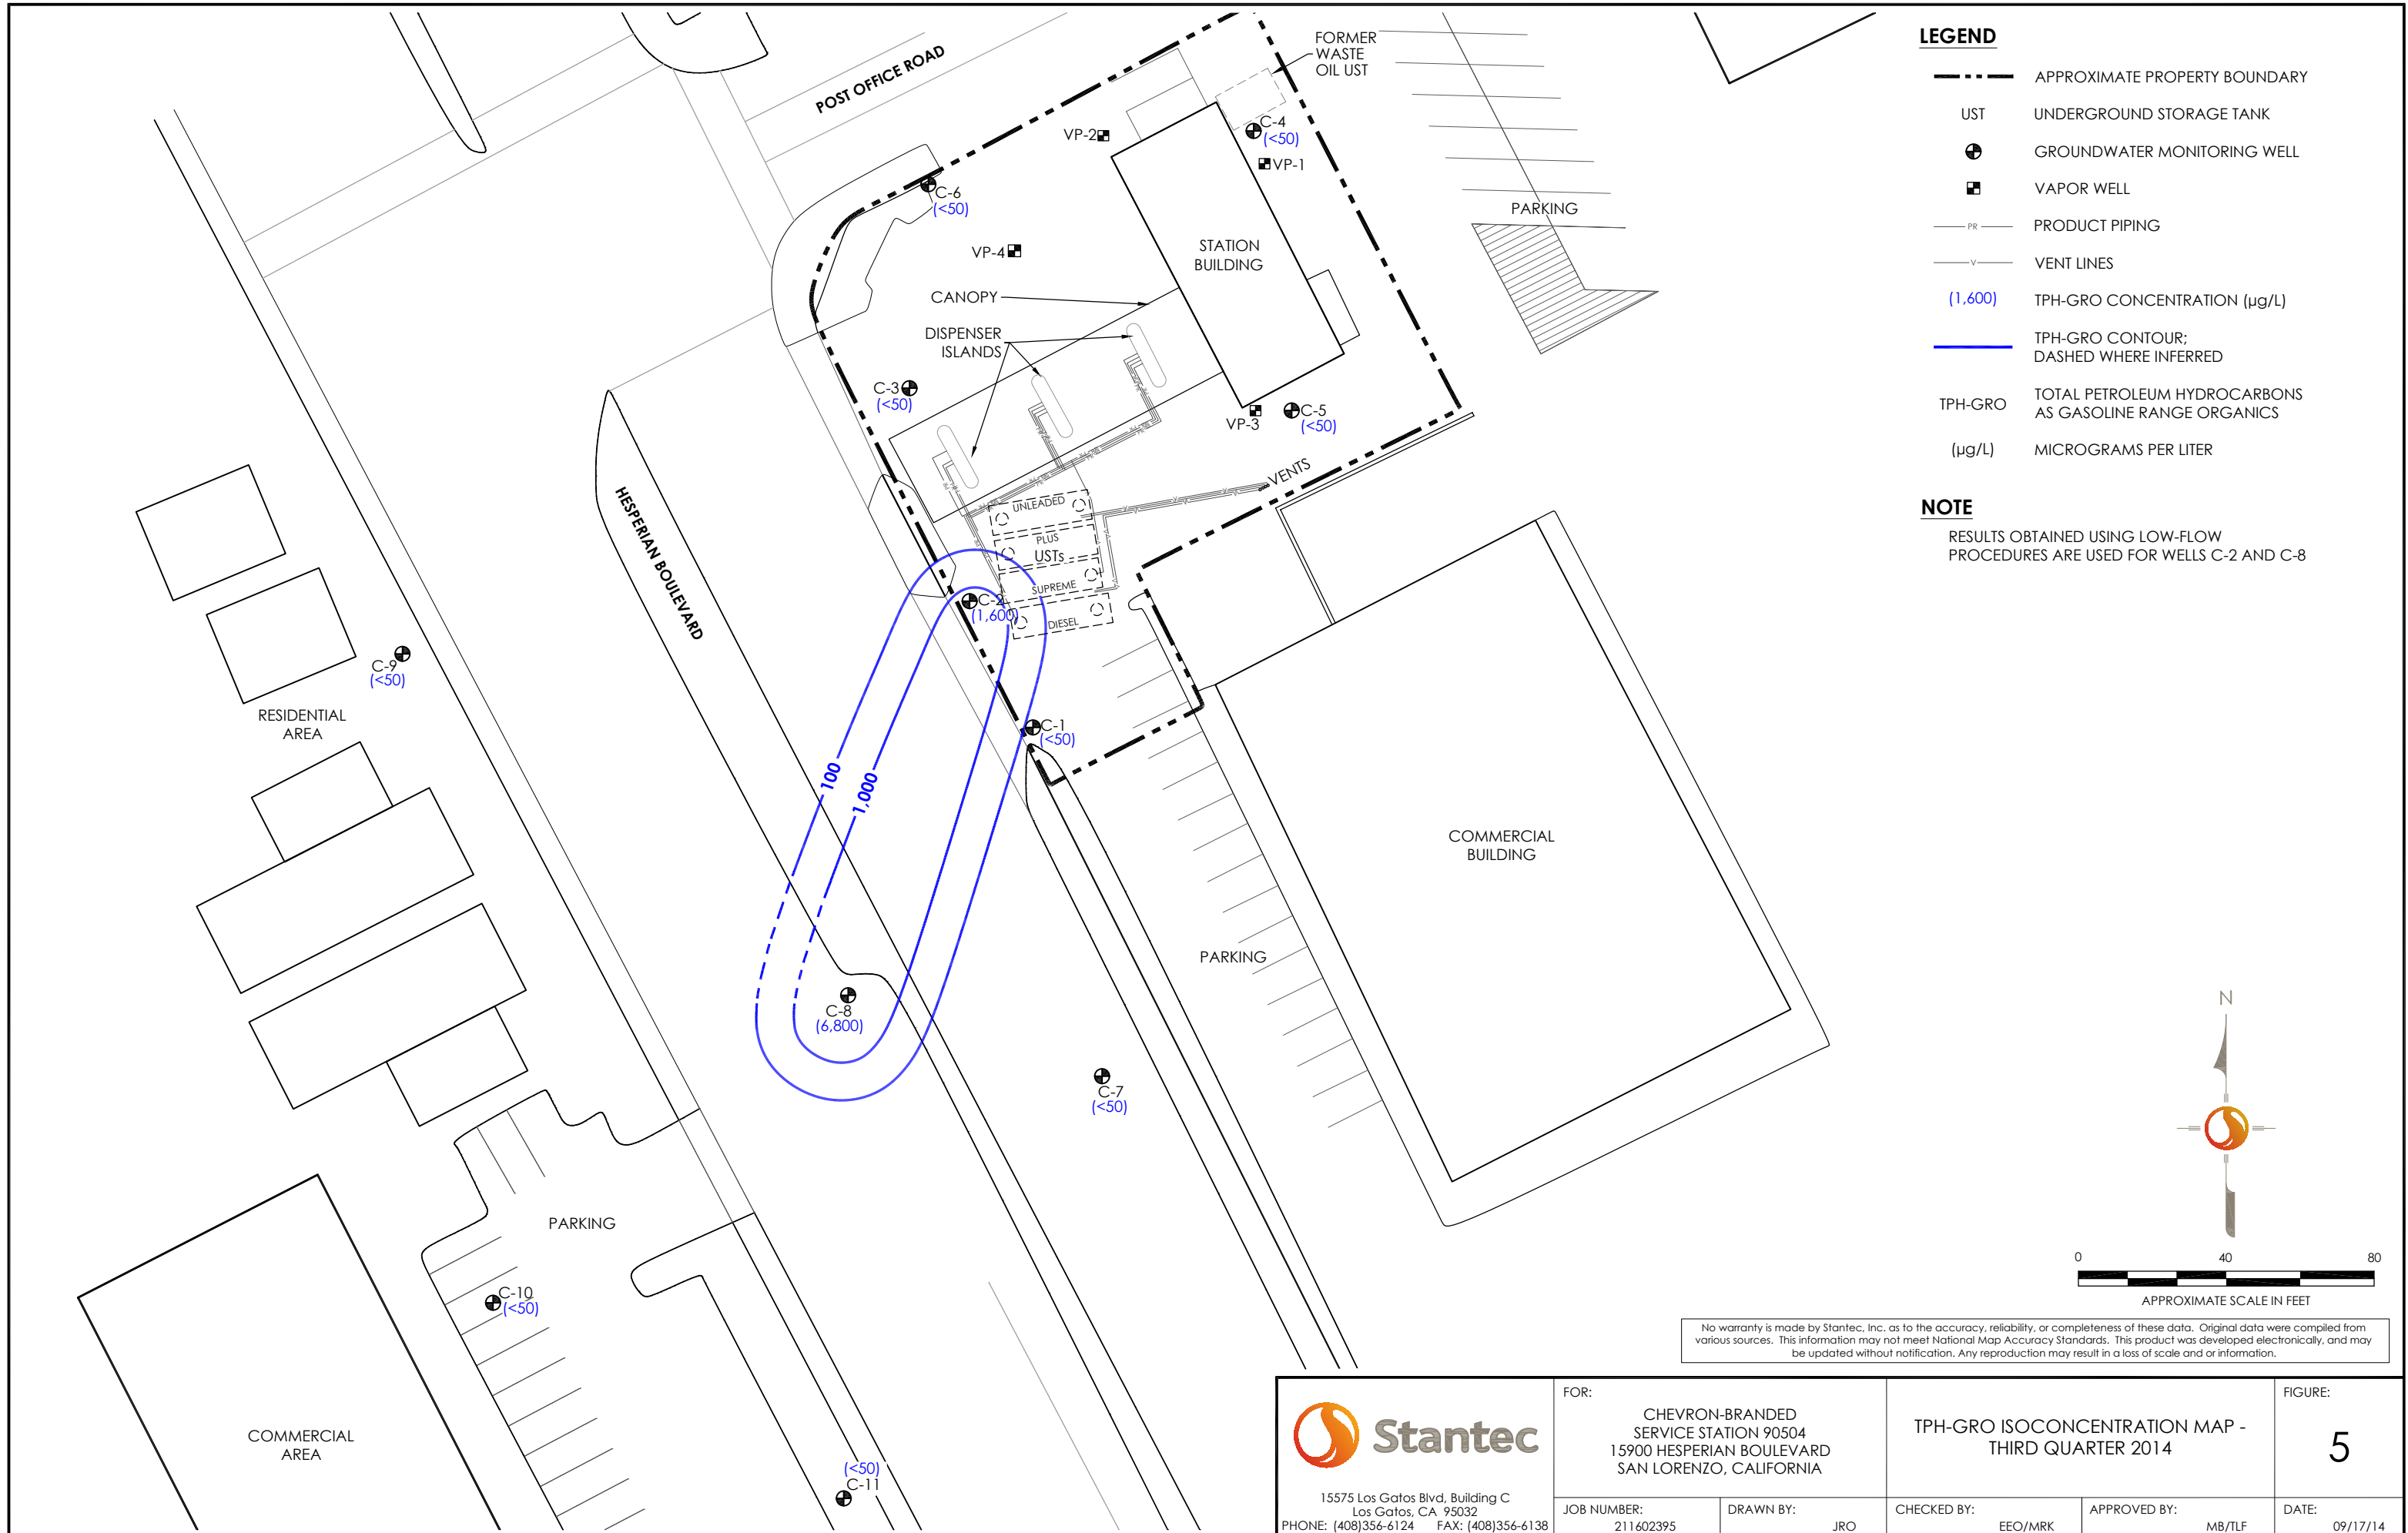 POST OFFICE ROAD
FORMER
WASTE
OIL UST
VP-2
C-4
(<50)
VP-1
C-6
(<50)
PARKING
VP-4
STATION
BUILDING
CANOPY
DISPENSER
ISLANDS
C-3
(<50)
VP-3
C-5
(<50)
VENTS
HESPERIAN BOULEVARD
UNLEADED
PLUS
USTs
SUPREME
DIESEL
C-2
(1,600)
C-9
(<50)
RESIDENTIAL
AREA
C-1
(<50)
100
1,000
COMMERCIAL
BUILDING
PARKING
C-8
(6,800)
C-7
(<50)
PARKING
C-10
(<50)
COMMERCIAL
AREA
(<50)
C-11
LEGEND
APPROXIMATE PROPERTY BOUNDARY
UST UNDERGROUND STORAGE TANK
GROUNDWATER MONITORING WELL
VAPOR WELL
PR PRODUCT PIPING
V VENT LINES
(1,600) TPH-GRO CONCENTRATION (µg/L)
TPH-GRO CONTOUR;
DASHED WHERE INFERRED
TPH-GRO TOTAL PETROLEUM HYDROCARBONS
AS GASOLINE RANGE ORGANICS
(µg/L) MICROGRAMS PER LITER
NOTE
RESULTS OBTAINED USING LOW-FLOW
PROCEDURES ARE USED FOR WELLS C-2 AND C-8
N
0 40 80
APPROXIMATE SCALE IN FEET
No warranty is made by Stantec, Inc. as to the accuracy, reliability, or completeness of these data. Original data were compiled from
various sources. This information may not meet National Map Accuracy Standards. This product was developed electronically, and may
be updated without notification. Any reproduction may result in a loss of scale and or information.
Stantec
15575 Los Gatos Blvd, Building C
Los Gatos, CA 95032
PHONE: (408)356-6124 FAX: (408)356-6138
FOR:
CHEVRON-BRANDED
SERVICE STATION 90504
15900 HESPERIAN BOULEVARD
SAN LORENZO, CALIFORNIA
TPH-GRO ISOCONCENTRATION MAP -
THIRD QUARTER 2014
FIGURE:
5
JOB NUMBER:
211602395
DRAWN BY:
JRO
CHECKED BY:
EEO/MRK
APPROVED BY:
MB/TLF
DATE:
09/17/14